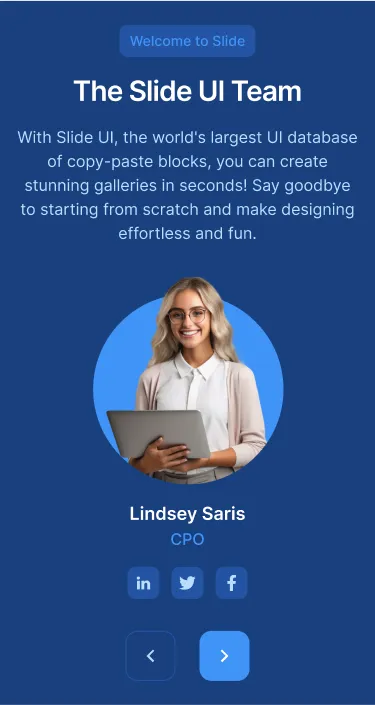 Welcome to Slide
The Slide UI Team
With Slide UI, the world's largest UI database
of copy-paste blocks, you can create
stunning galleries in seconds! Say goodbye
to starting from scratch and make designing
effortless and fun.
Lindsey Saris
CPO